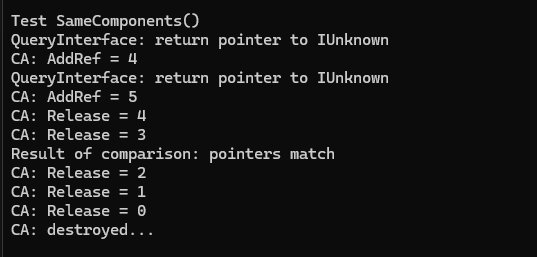 Test SameComponents()
QueryInterface: return pointer to IUnknown
CA: AddRef = 4
QueryInterface: return pointer to IUnknown
CA: AddRef = 5
CA: Release = 4
CA: Release = 3
Result of comparison: pointers match
CA: Release = 2
CA: Release = 1
CA: Release = 0
CA: destroyed...